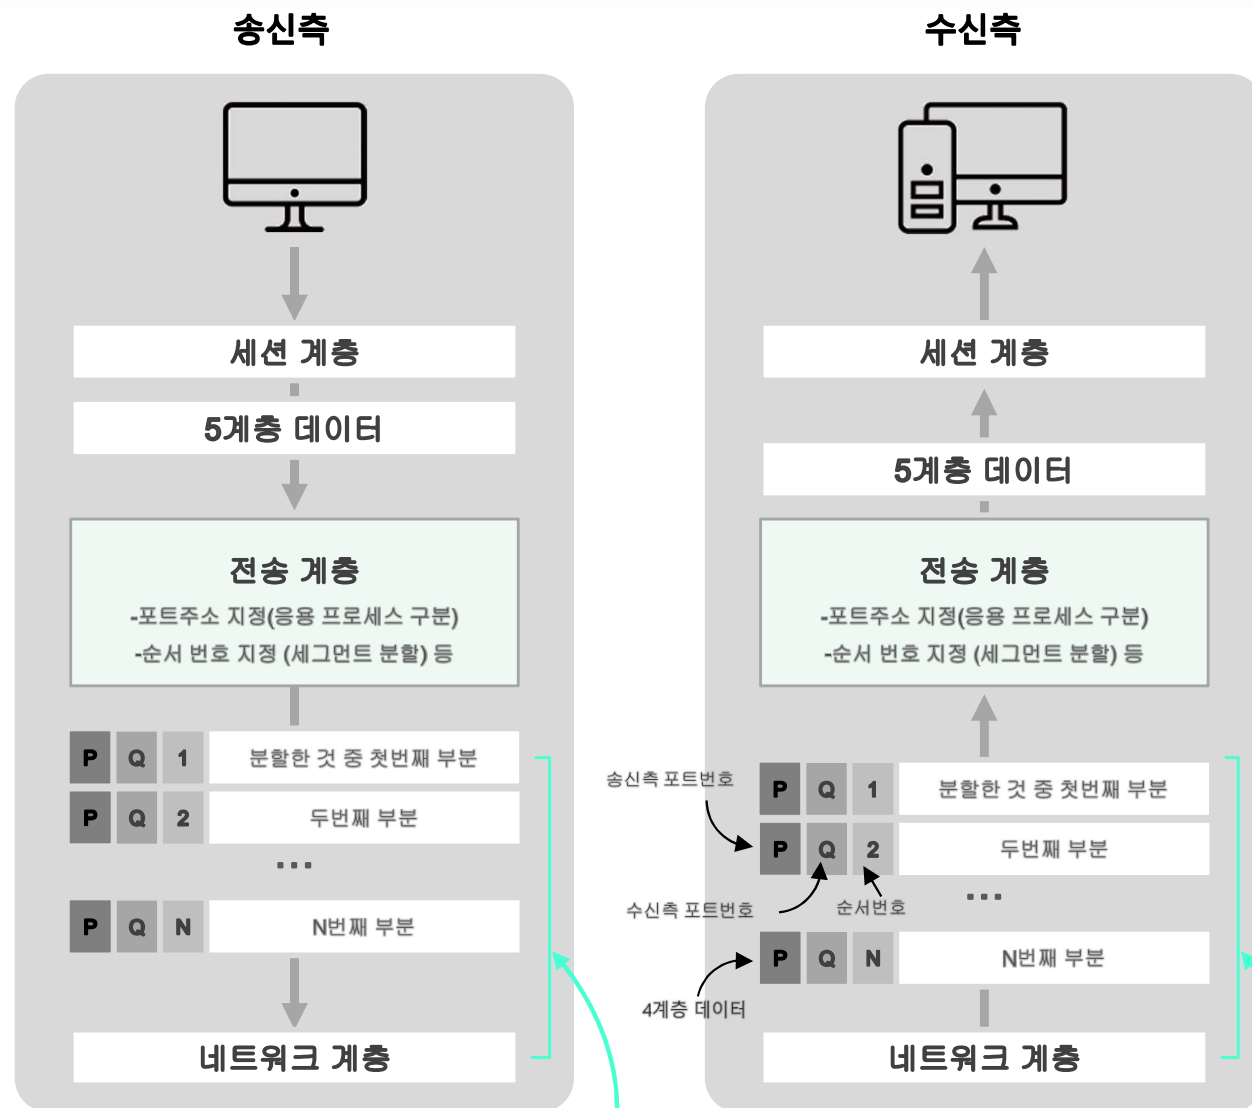 송신측
세션 계층
5계층 데이터
전송 계층
-포트주소 지정(응용 프로세스 구분)
-순서 번호 지정 (세그먼트 분할) 등
P Q 1 분할한 것 중 첫번째 부분
P Q 2 두번째 부분
...
P Q N N번째 부분
네트워크 계층
수신측
세션 계층
5계층 데이터
전송 계층
-포트주소 지정(응용 프로세스 구분)
-순서 번호 지정 (세그먼트 분할) 등
송신측 포트번호
P Q 1 분할한 것 중 첫번째 부분
P Q 2 두번째 부분
수신측 포트번호
순서번호
...
P Q N N번째 부분
4계층 데이터
네트워크 계층